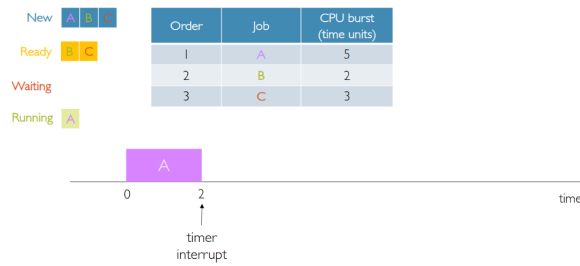 New A B C
Ready B C
Waiting
Running A
Order Job CPU burst
(time units)
1 A 5
2 B 2
3 C 3
A
0 2 time
timer
interrupt